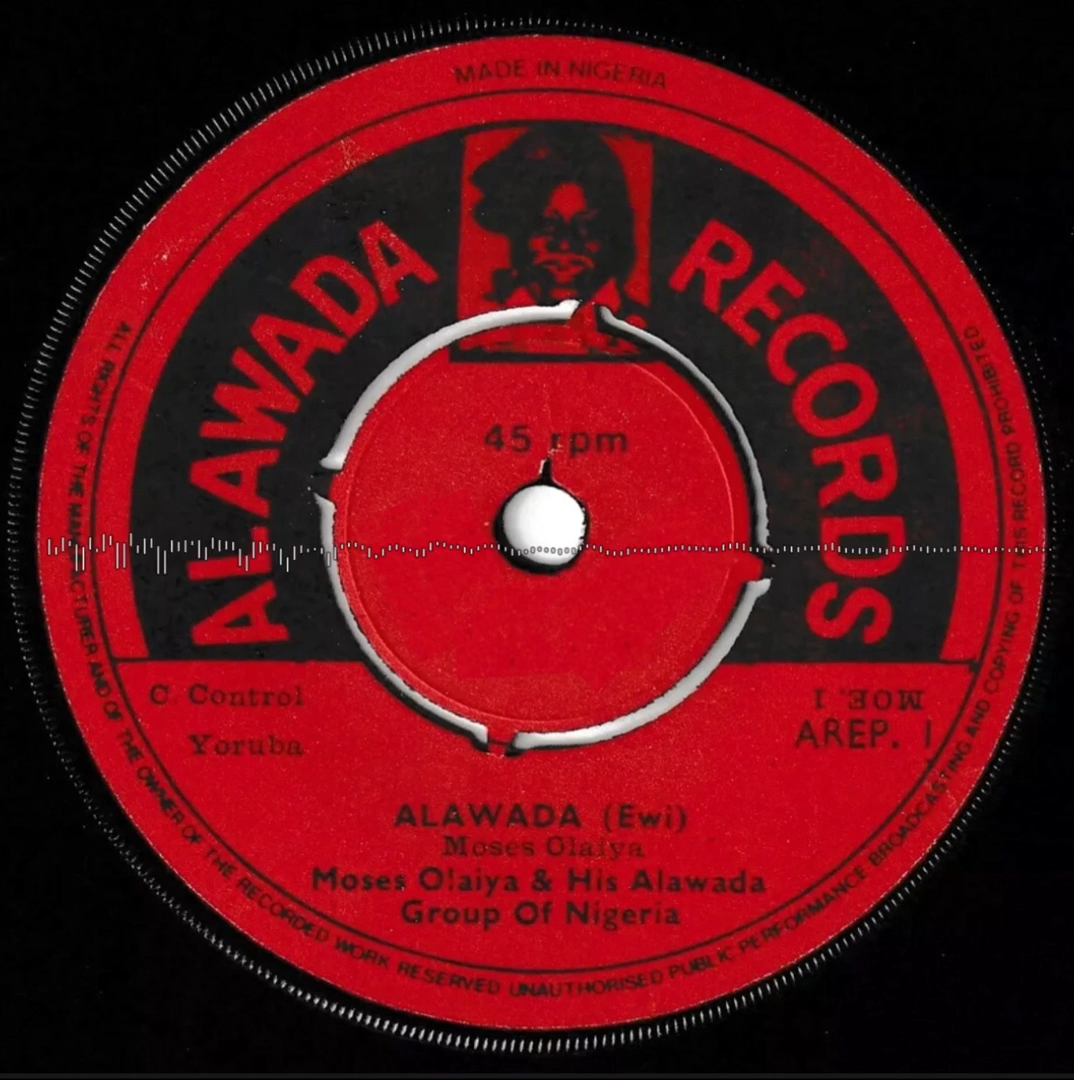 MADE IN NIGERIA
ALAWADA RECORDS
45 rpm
C. Control
Yoruba
MOE 1
AREP. 1
ALAWADA (Ewi)
Moses Olaiya
Moses Olaiya & His Alawada
Group Of Nigeria
ALL RIGHTS OF THE MANUFACTURER AND OF THE OWNER OF THE RECORDED WORK RESERVED UNAUTHORISED PUBLIC PERFORMANCE BROADCASTING AND COPYING OF THIS RECORD PROHIBITED